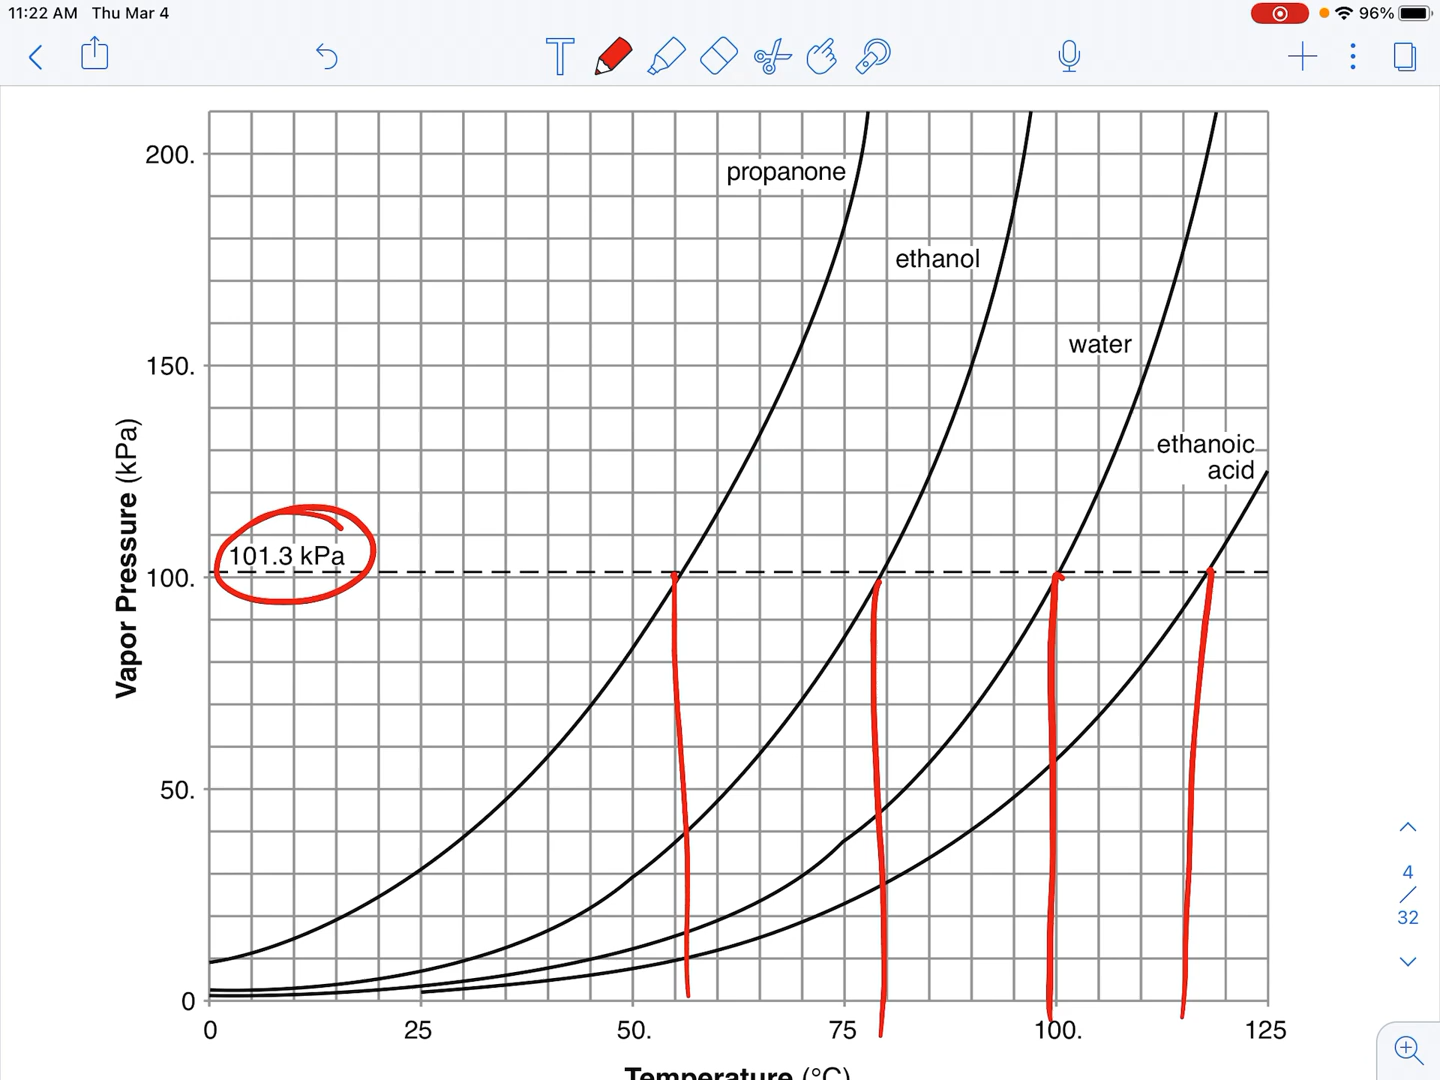 11:22 AM Thu Mar 4
96%
T
200.
propanone
ethanol
150.
water
ethanoic
acid
Vapor Pressure (kPa)
101.3 kPa
100.
50.
0
0 25 50. 75 100. 125
Temperature (°C)
4
/
32